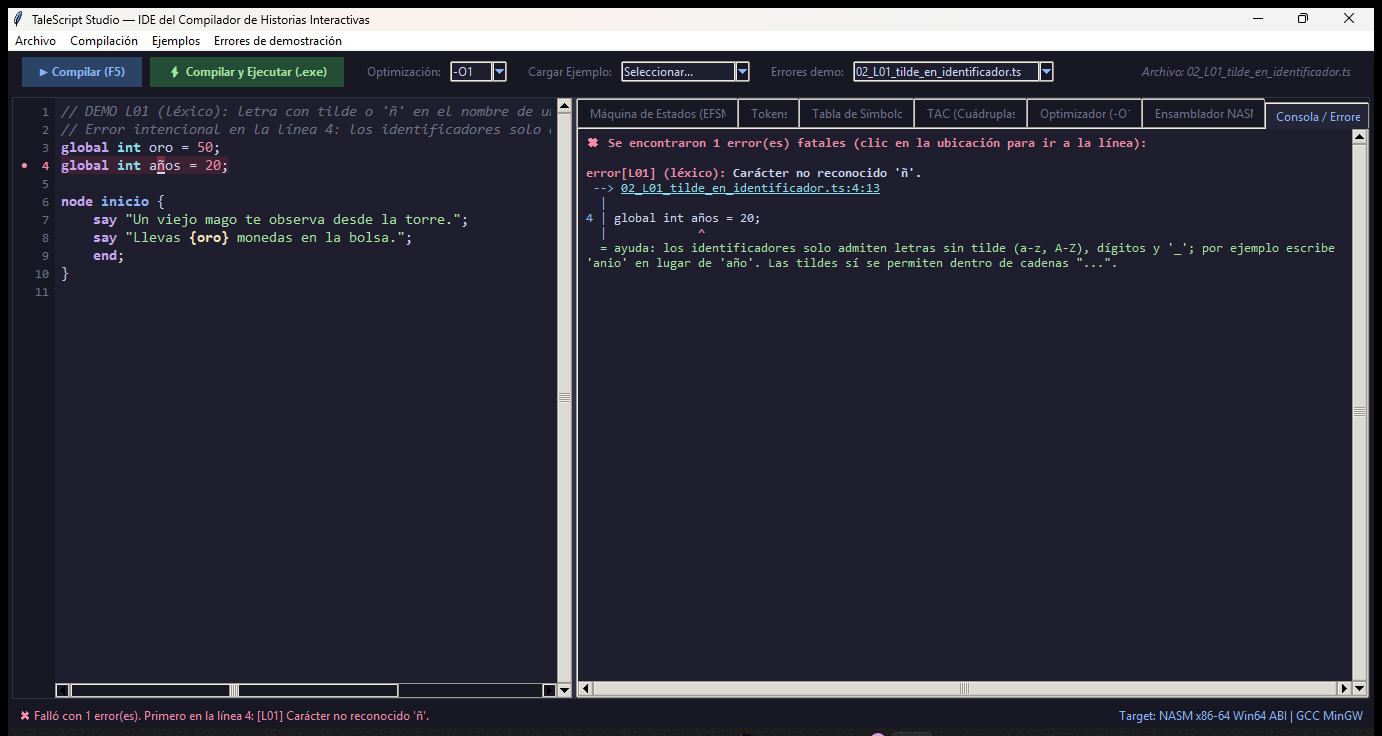 TaleScript Studio — IDE del Compilador de Historias Interactivas
Archivo Compilación Ejemplos Errores de demostración
Compilar (F5) Compilar y Ejecutar (.exe) Optimización: -O1 Cargar Ejemplo: Seleccionar... Errores demo: 02_L01_tilde_en_identificador.ts Archivo: 02_L01_tilde_en_identificador.ts
1 // DEMO L01 (léxico): letra con tilde o 'ñ' en el nombre de u
2 // Error intencional en la línea 4: los identificadores solo
3 global int oro = 50;
4 global int años = 20;
5
6 node inicio {
7 say "Un viejo mago te observa desde la torre.";
8 say "Llevas {oro} monedas en la bolsa.";
9 end;
10 }
11
Máquina de Estados (EFSM Tokens Tabla de Símbolc TAC (Cuádruplas Optimizador (-O Ensamblador NASM Consola / Errore
✖ Se encontraron 1 error(es) fatales (clic en la ubicación para ir a la línea):
error[L01] (léxico): Carácter no reconocido 'ñ'.
--> 02_L01_tilde_en_identificador.ts:4:13
|
4 | global int años = 20;
| ^
= ayuda: los identificadores solo admiten letras sin tilde (a-z, A-Z), dígitos y '_'; por ejemplo escribe
'anio' en lugar de 'año'. Las tildes sí se permiten dentro de cadenas "...".
✖ Falló con 1 error(es). Primero en la línea 4: [L01] Carácter no reconocido 'ñ'.
Target: NASM x86-64 Win64 ABI | GCC MinGW